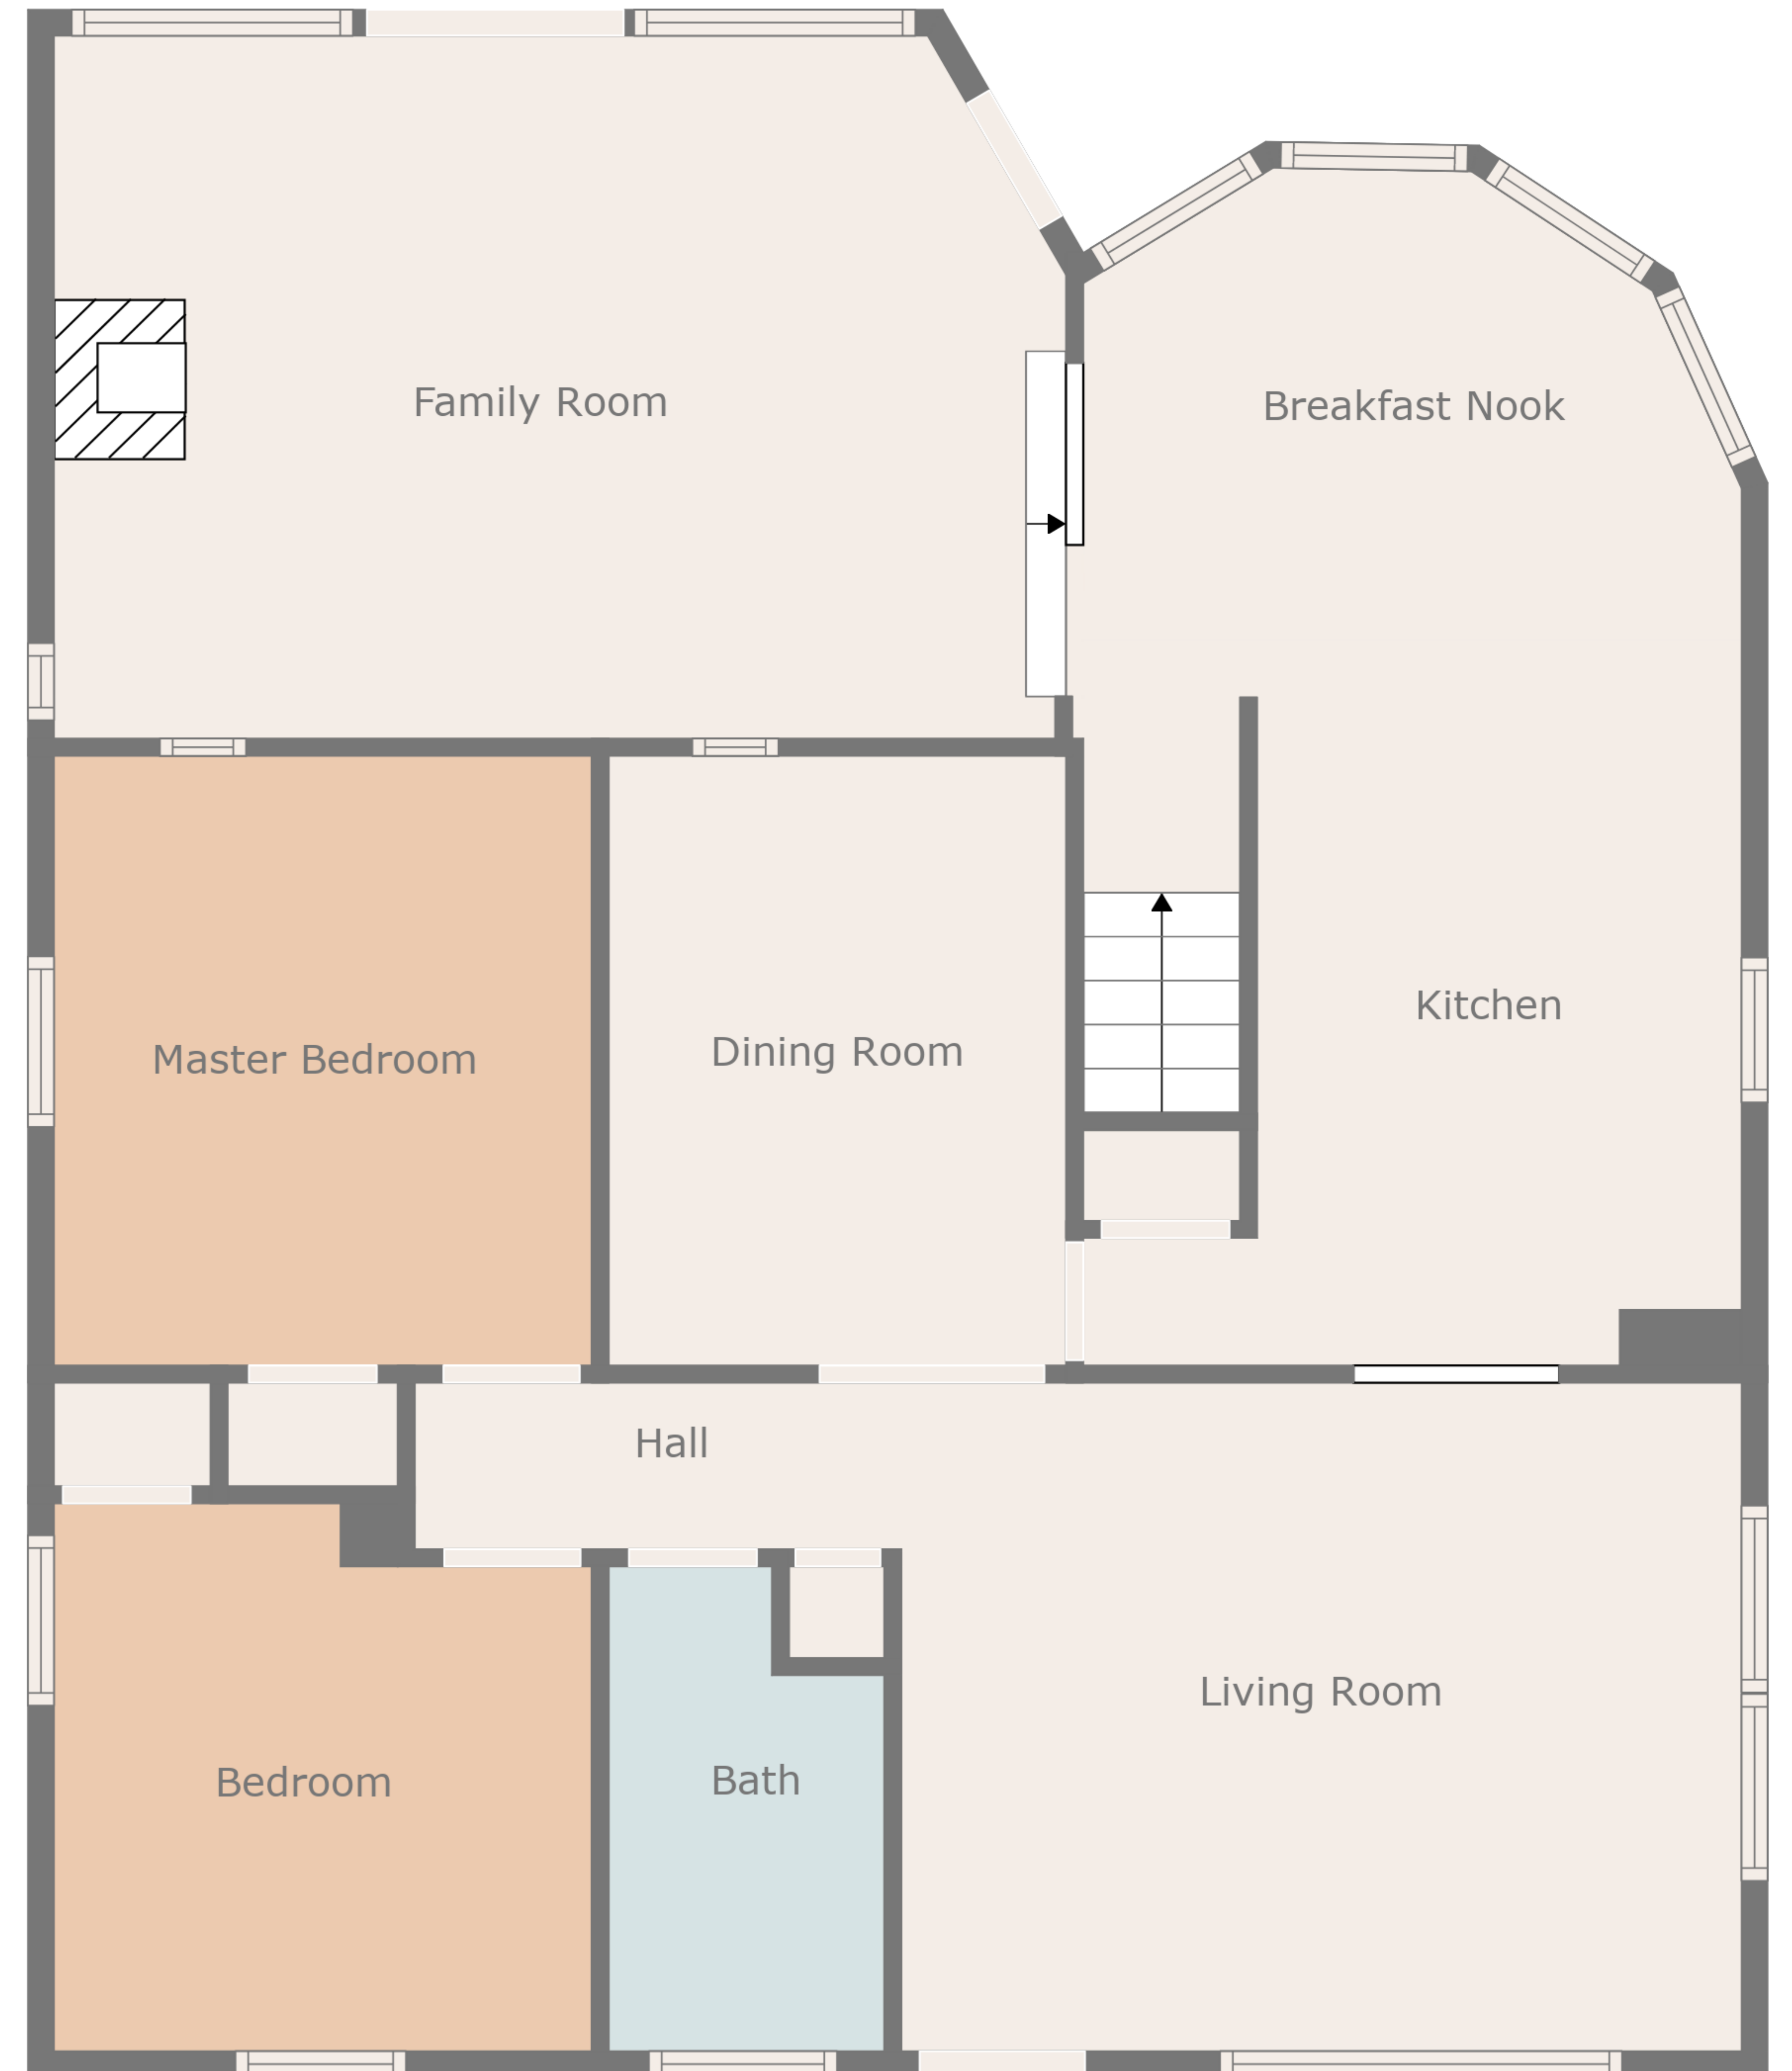 Family Room
Breakfast Nook
Kitchen
Master Bedroom
Dining Room
Hall
Living Room
Bedroom
Bath